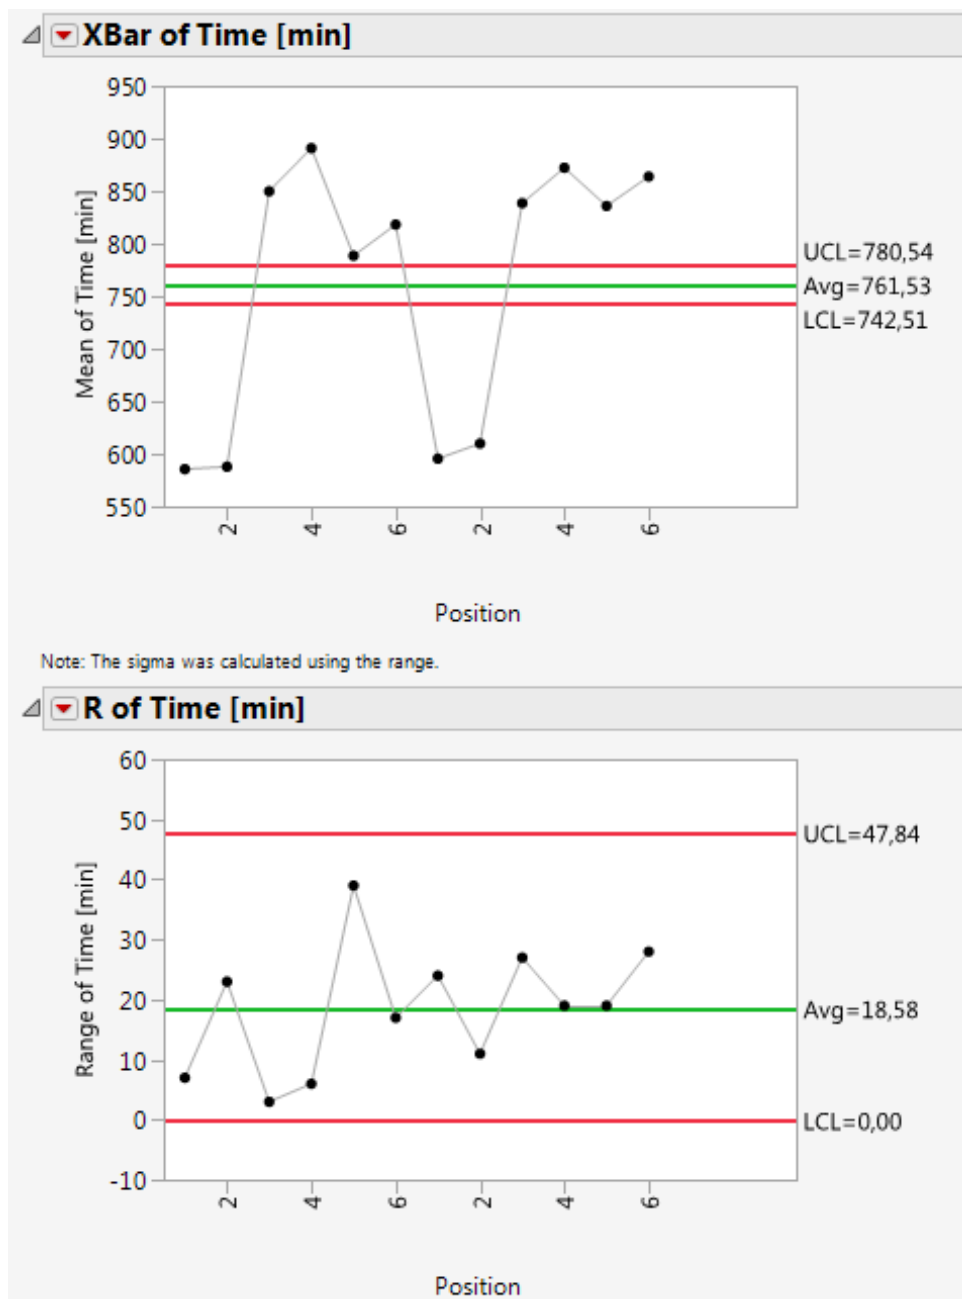 XBar of Time [min]
950
900
850
800
750
700
650
600
550
Mean of Time [min]
UCL=780,54
Avg=761,53
LCL=742,51
2 4 6 2 4 6
Position
Note: The sigma was calculated using the range.
R of Time [min]
60
50
40
30
20
10
0
-10
Range of Time [min]
UCL=47,84
Avg=18,58
LCL=0,00
2 4 6 2 4 6
Position